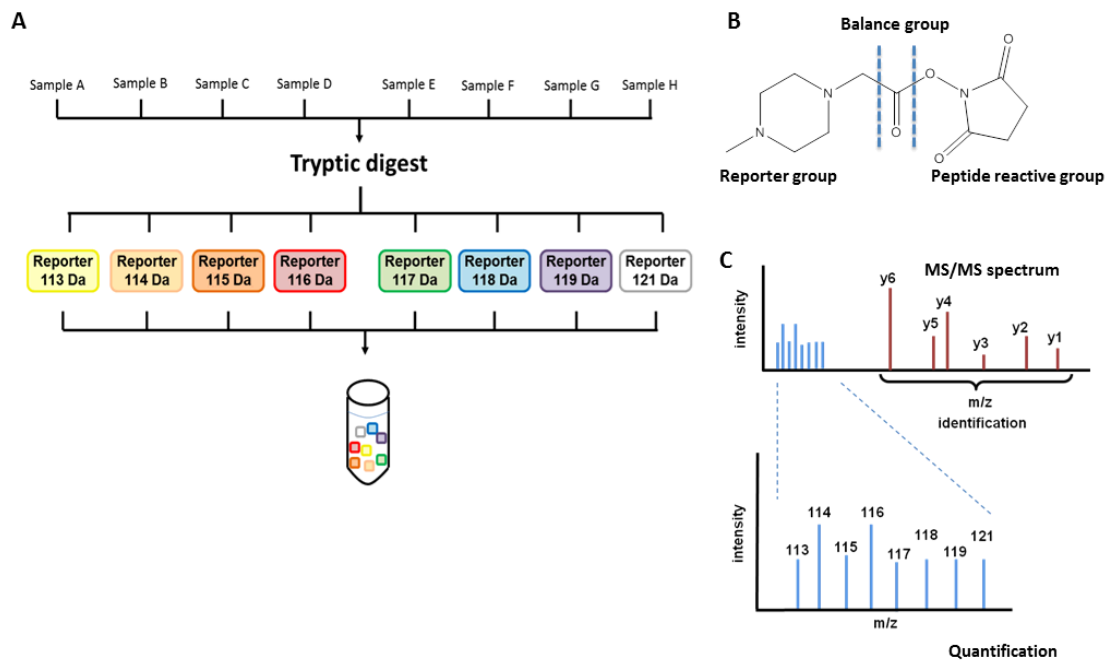 A
Sample A
Sample B
Sample C
Sample D
Sample E
Sample F
Sample G
Sample H
Tryptic digest
Reporter
113 Da
Reporter
114 Da
Reporter
115 Da
Reporter
116 Da
Reporter
117 Da
Reporter
118 Da
Reporter
119 Da
Reporter
121 Da
B
Balance group
O
O
N
N
N
O
O
Reporter group
Peptide reactive group
C
MS/MS spectrum
intensity
y6
y5
y4
y3
y2
y1
m/z
identification
intensity
113
114
115
116
117
118
119
121
m/z
Quantification